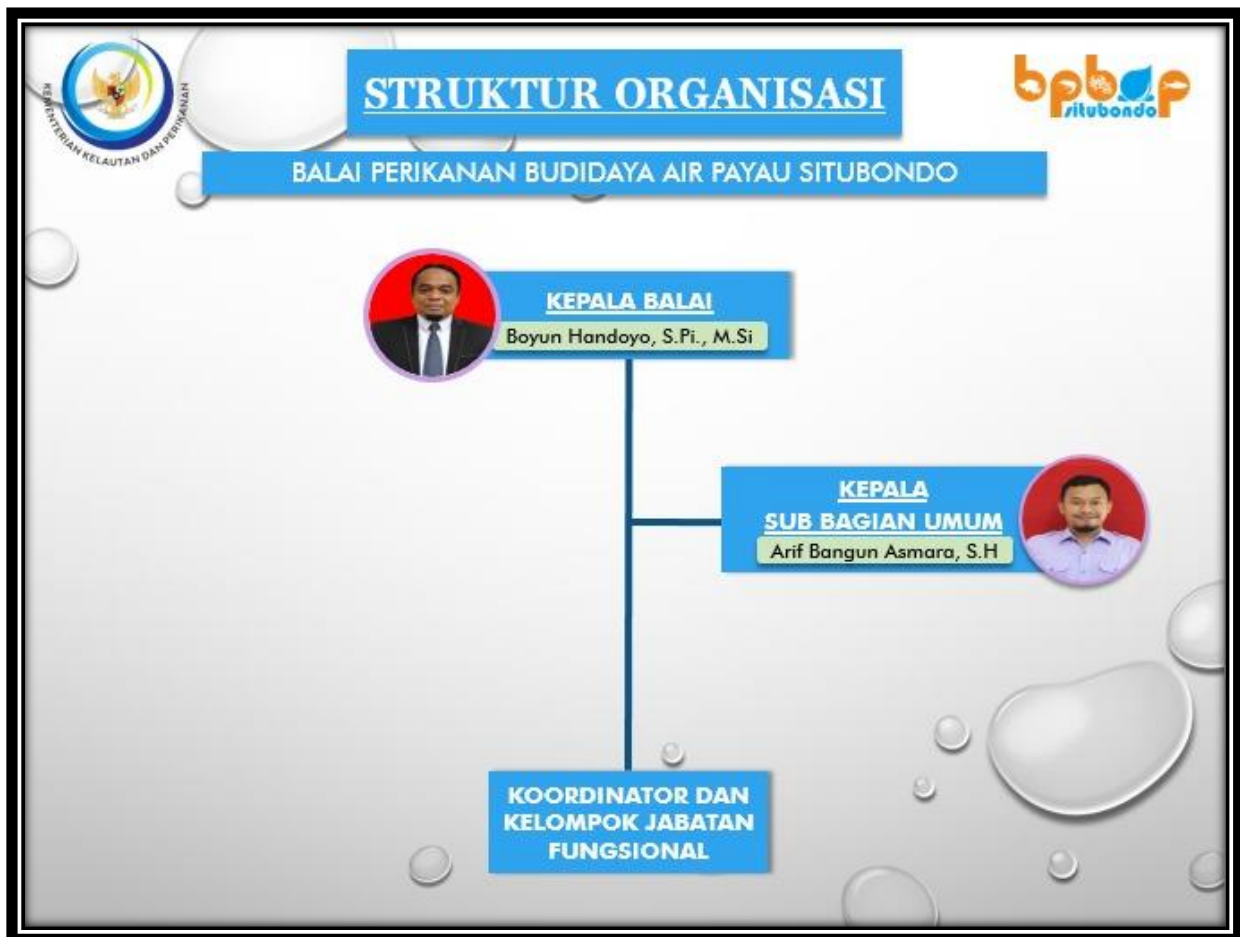 KEMENTERIAN KELAUTAN DAN PERIKANAN
STRUKTUR ORGANISASI
bpbap
situbondo
BALAI PERIKANAN BUDIDAYA AIR PAYAU SITUBONDO
KEPALA BALAI
Boyun Handoyo, S.Pi., M.Si
KEPALA
SUB BAGIAN UMUM
Arif Bangun Asmara, S.H
KOORDINATOR DAN
KELOMPOK JABATAN
FUNGSIONAL